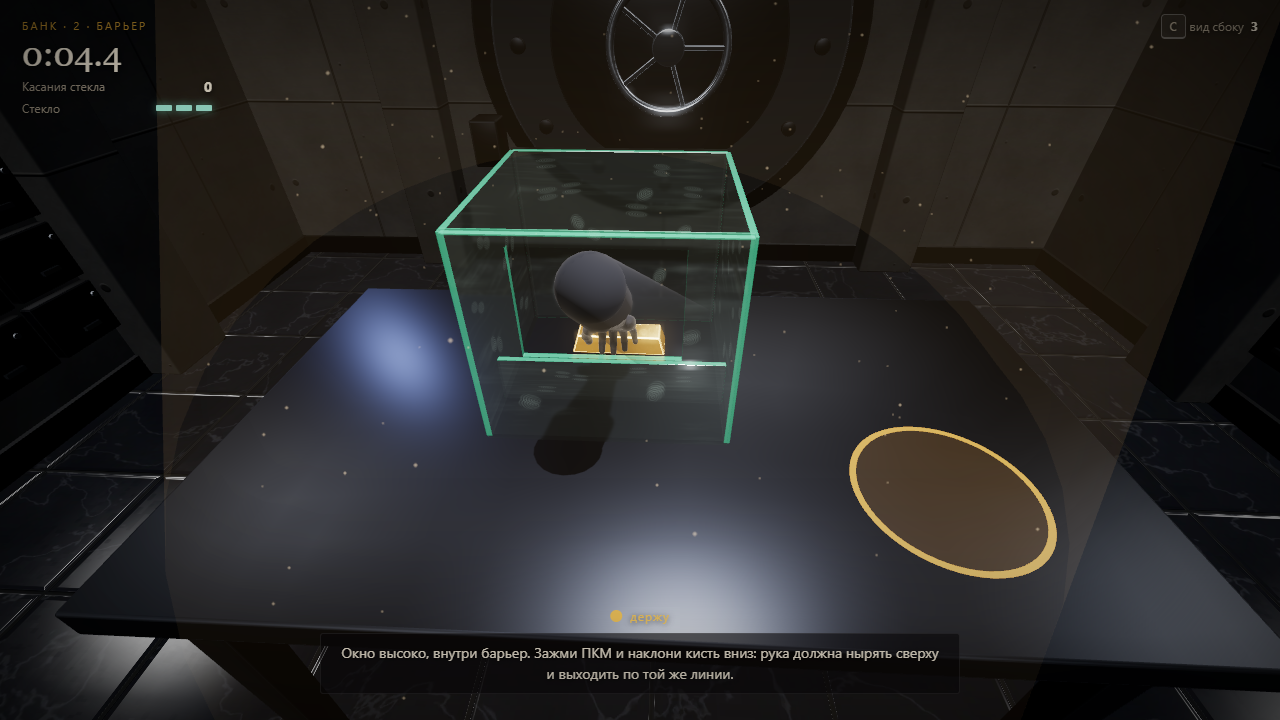 БАНК · 2 · БАРЬЕР
0:04.4
Касания стекла 0
Стекло
C вид сбоку 3
держу
Окно высоко, внутри барьер. Зажми ПКМ и наклони кисть вниз: рука должна нырять сверху
и выходить по той же линии.